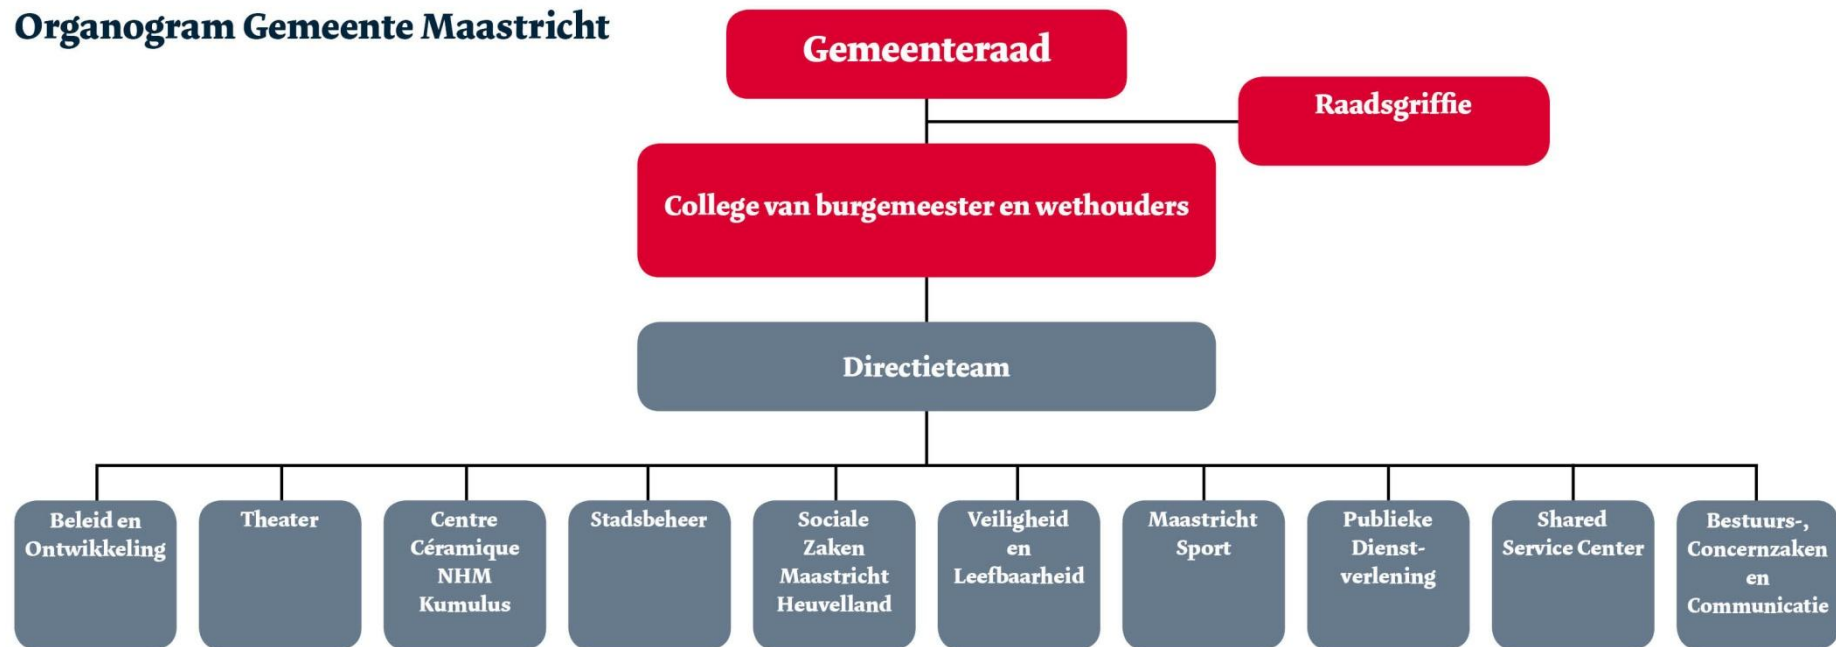 Organogram Gemeente Maastricht
Gemeenteraad
Raadsgriffie
College van burgemeester en wethouders
Directieteam
Beleid en
Ontwikkeling
Theater
Centre
Céramique
NHM
Kumulus
Stadsbeheer
Sociale
Zaken
Maastricht
Heuvelland
Veiligheid
en
Leefbaarheid
Maastricht
Sport
Publieke
Dienst-
verlening
Shared
Service Center
Bestuurs-,
Concernzaken
en
Communicatie